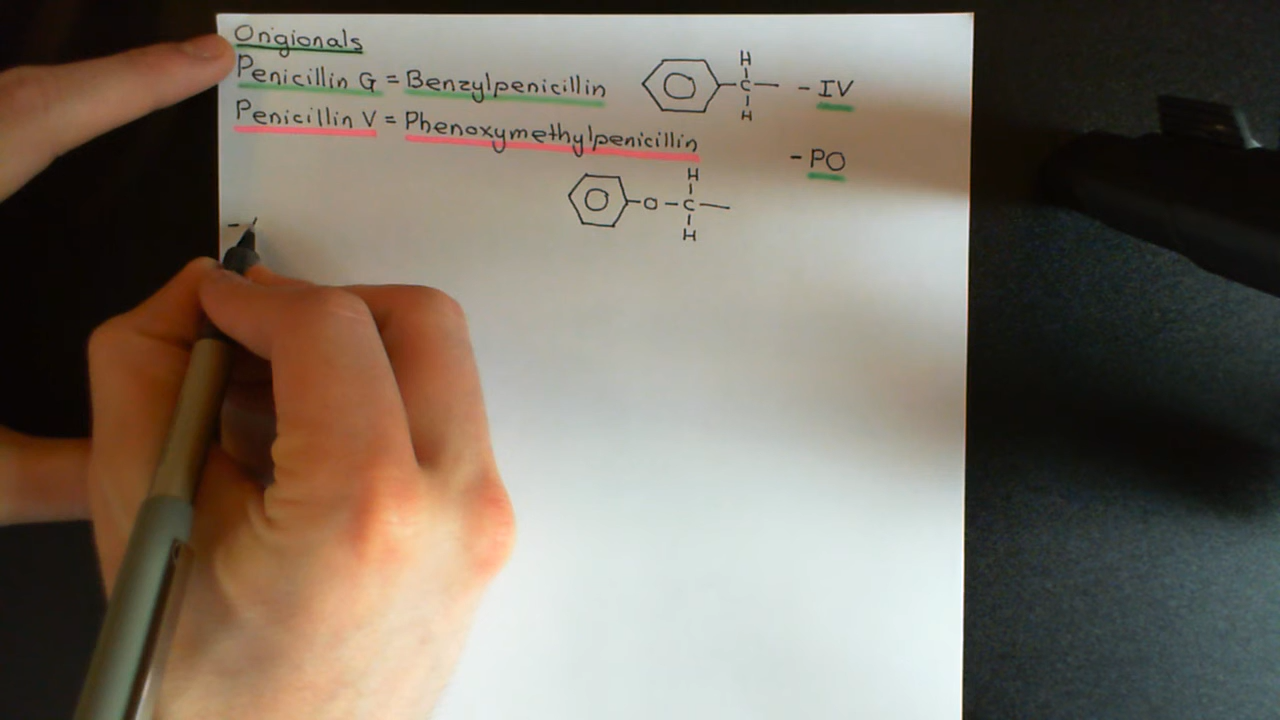 Origionals
Penicillin G = Benzylpenicillin - IV
Penicillin V = Phenoxymethylpenicillin - PO
H
C
H
H
O - C
H
-